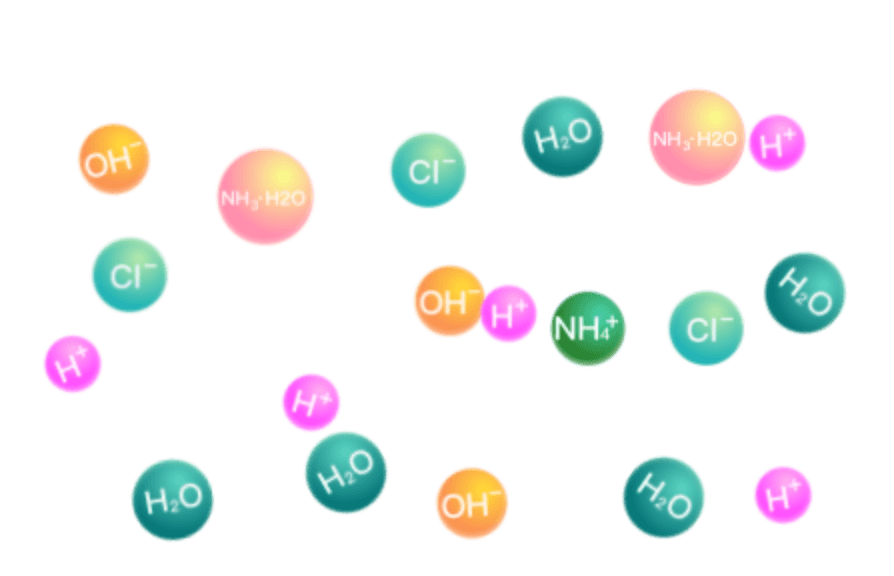 OH⁻
NH₃·H2O
Cl⁻
H₂O
NH₃·H2O
H⁺
Cl⁻
OH⁻
H⁺
NH₄⁺
Cl⁻
H₂O
H⁺
H⁺
H₂O
H₂O
OH⁻
H₂O
H⁺